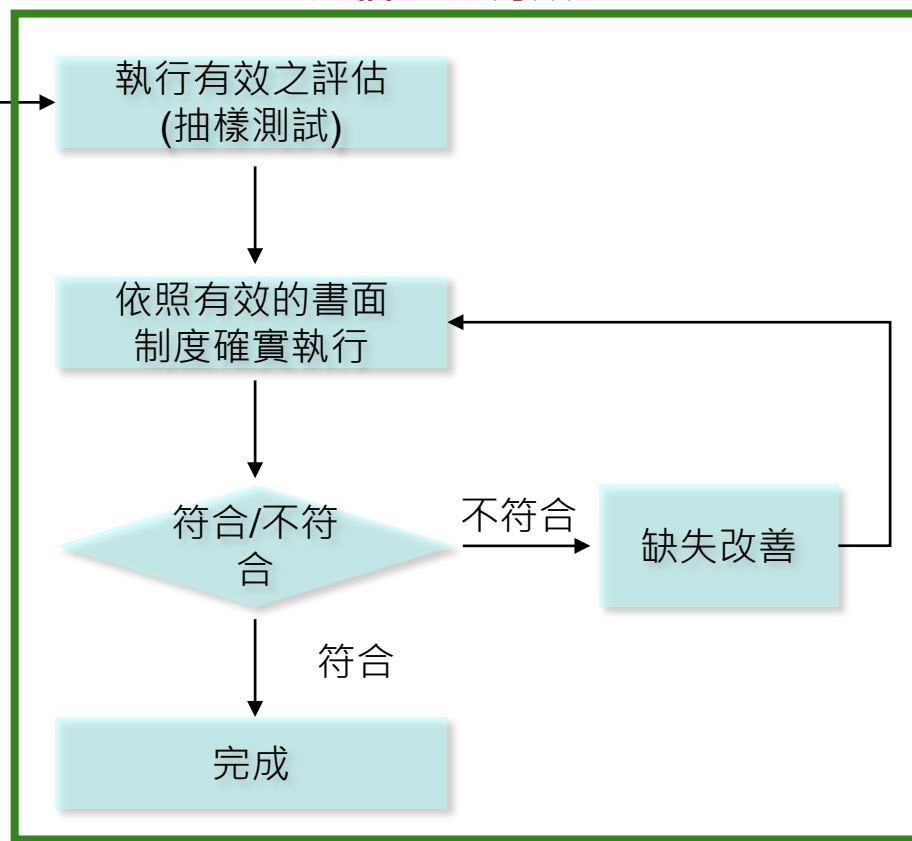 執行有效之評估
(抽樣測試)
依照有效的書面
制度確實執行
符合/不符
合
不符合
缺失改善
符合
完成